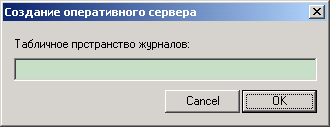 Создание оперативного сервера
Табличное прстранство журналов:
Cancel
OK